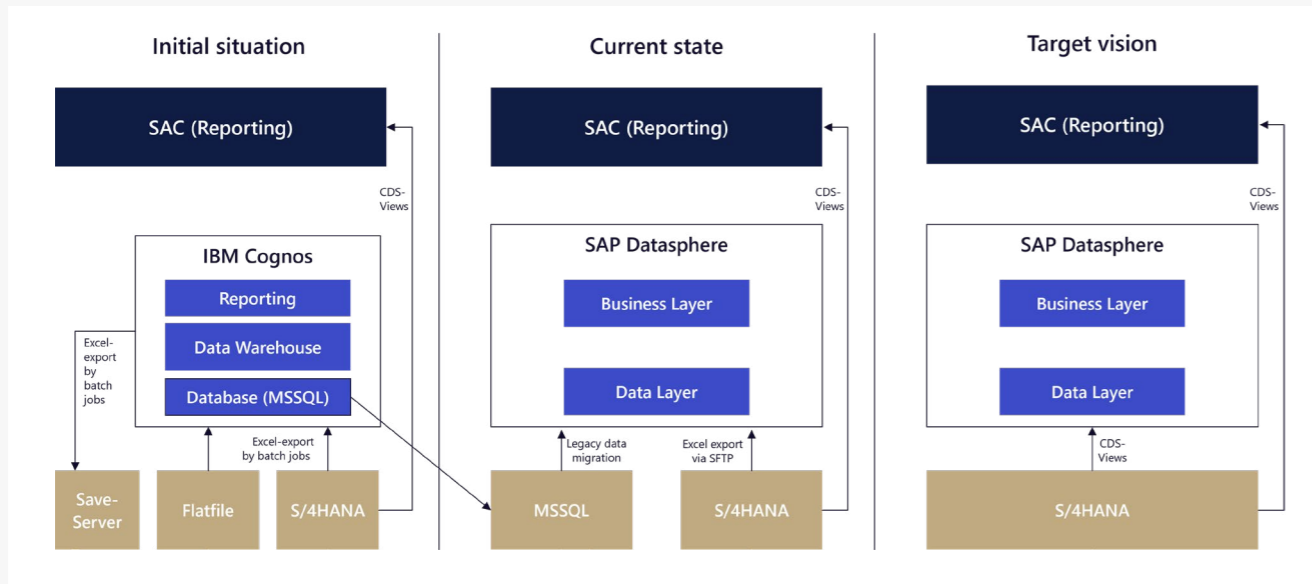 Initial situation
SAC (Reporting)
CDS-
Views
IBM Cognos
Reporting
Data Warehouse
Database (MSSQL)
Excel-
export
by
batch
jobs
Excel-export
by batch jobs
Save-
Server
Flatfile
S/4HANA
Current state
SAC (Reporting)
CDS-
Views
SAP Datasphere
Business Layer
Data Layer
Legacy data
migration
Excel export
via SFTP
MSSQL
S/4HANA
Target vision
SAC (Reporting)
CDS-
Views
SAP Datasphere
Business Layer
Data Layer
CDS-
Views
S/4HANA